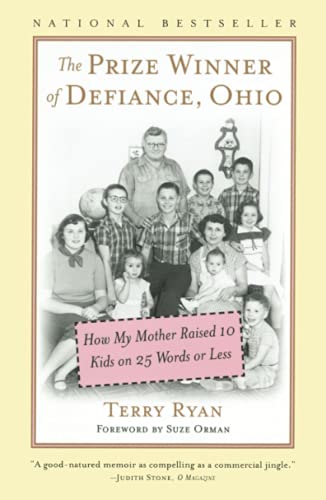 NATIONAL BESTSELLER
The PRIZE WINNER
of DEFIANCE, OHIO
How My Mother Raised 10
Kids on 25 Words or Less
TERRY RYAN
FOREWORD BY SUZE ORMAN
"A good-natured memoir as compelling as a commercial jingle."
—JUDITH STONE, O MAGAZINE